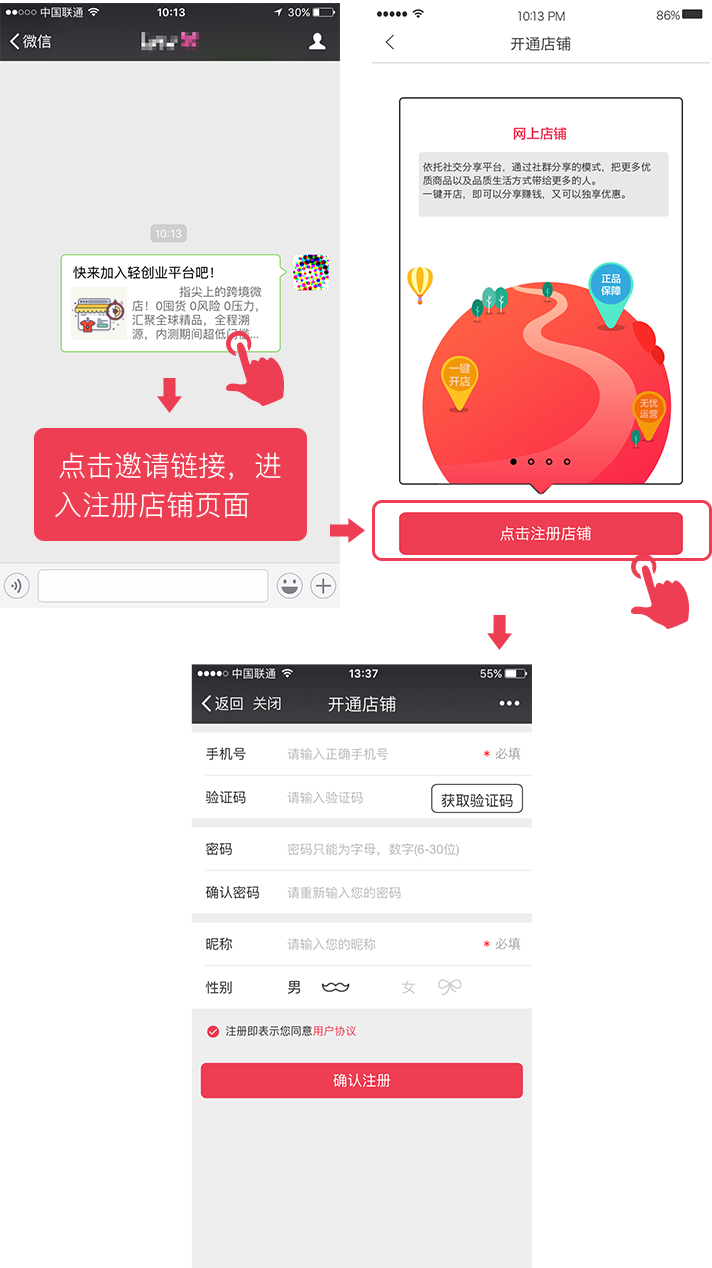 中国联通
10:13
30%
微信
10:13
快来加入轻创业平台吧！
指尖上的跨境微
店！0囤货 0风险 0压力，
汇聚全球精品，全程溯
源，内测期间超低门槛...
点击邀请链接，进
入注册店铺页面
10:13 PM
86%
开通店铺
网上店铺
依托社交分享平台，通过社群分享的模式，把更多优
质商品以及品质生活方式带给更多的人。
一键开店，即可以分享赚钱，又可以独享优惠。
正品
保障
一键
开店
无忧
运营
点击注册店铺
中国联通
13:37
55%
返回 关闭
开通店铺
手机号 请输入正确手机号 * 必填
验证码 请输入验证码 获取验证码
密码 密码只能为字母，数字(6-30位)
确认密码 请重新输入您的密码
昵称 请输入您的昵称 * 必填
性别 男 女
注册即表示您同意用户协议
确认注册